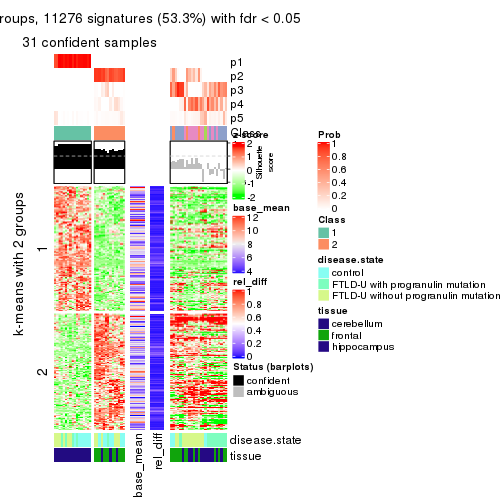 roups, 11276 signatures (53.3%) with fdr < 0.05
31 confident samples
p1
p2
p3
p4
p5
Class
z-score
2
1
0
-1
-2
Silhouette
score
base_mean
12
10
8
6
4
rel_diff
1
0.8
0.6
0.4
0.2
0
Status (barplots)
confident
ambiguous
Prob
1
0.8
0.6
0.4
0.2
0
Class
1
2
disease.state
control
FTLD-U with progranulin mutation
FTLD-U without progranulin mutation
tissue
cerebellum
frontal
hippocampus
k-means with 2 groups
1
2
disease.state
tissue
base_mean
rel_diff